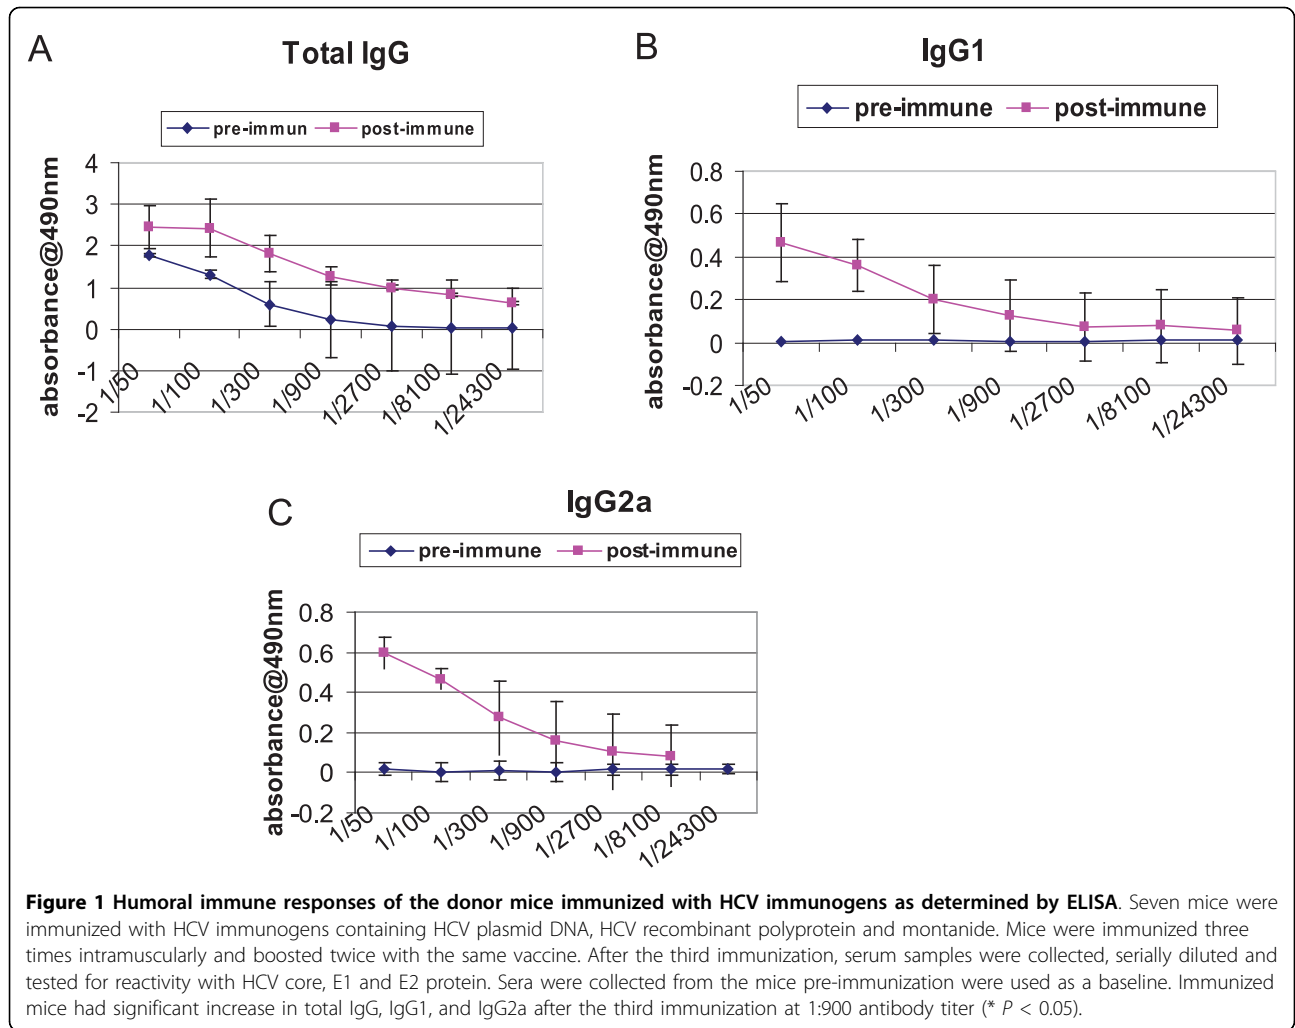 A
Total IgG
pre-immun post-immune
absorbance@490nm
4
3
2
1
0
-1
-2
1/50
1/100
1/300
1/900
1/2700
1/8100
1/24300
B
IgG1
pre-immune post-immune
absorbance@490nm
0.8
0.6
0.4
0.2
0
-0.2
1/50
1/100
1/300
1/900
1/2700
1/8100
1/24300
C
IgG2a
pre-immune post-immune
absorbance@490nm
0.8
0.6
0.4
0.2
0
-0.2
1/50
1/100
1/300
1/900
1/2700
1/8100
1/24300
Figure 1 Humoral immune responses of the donor mice immunized with HCV immunogens as determined by ELISA. Seven mice were
immunized with HCV immunogens containing HCV plasmid DNA, HCV recombinant polyprotein and montanide. Mice were immunized three
times intramuscularly and boosted twice with the same vaccine. After the third immunization, serum samples were collected, serially diluted and
tested for reactivity with HCV core, E1 and E2 protein. Sera were collected from the mice pre-immunization were used as a baseline. Immunized
mice had significant increase in total IgG, IgG1, and IgG2a after the third immunization at 1:900 antibody titer (* P < 0.05).